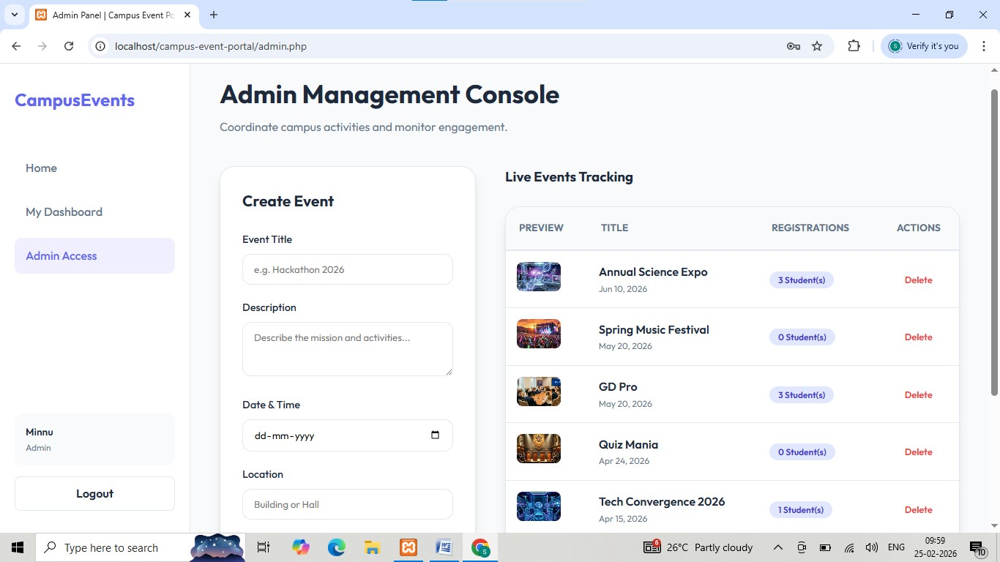 Admin Panel | Campus Event Po
localhost/campus-event-portal/admin.php
S
Verify it's you
CampusEvents
Home
My Dashboard
Admin Access
Minnu
Admin
Logout
Admin Management Console
Coordinate campus activities and monitor engagement.
Create Event
Event Title
e.g. Hackathon 2026
Description
Describe the mission and activities...
Date & Time
dd-mm-yyyy
Location
Building or Hall
Live Events Tracking
PREVIEW TITLE REGISTRATIONS ACTIONS
Annual Science Expo
Jun 10, 2026
3 Student(s)
Delete
Spring Music Festival
May 20, 2026
0 Student(s)
Delete
GD Pro
May 20, 2026
3 Student(s)
Delete
Quiz Mania
Apr 24, 2026
0 Student(s)
Delete
Tech Convergence 2026
Apr 15, 2026
1 Student(s)
Delete
Type here to search
W
S
6
26°C Partly cloudy
ENG
09:59
25-02-2026
10